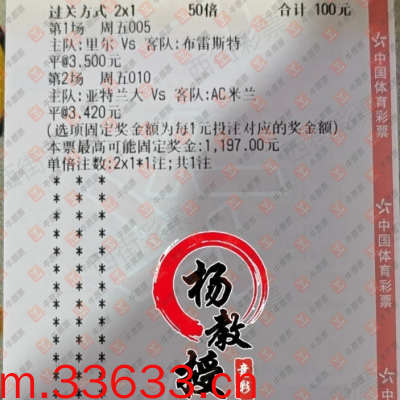 过关方式 2x1 50倍 合计 100元
第1场 周五005
主队:里尔 Vs 客队:布雷斯特
平@3,500元
第2场 周五010
主队:亚特兰大 Vs 客队:AC米兰
平@3,420元
(选项固定奖金额为每1元投注对应的奖金额)
本票最高可能固定奖金:1,197.00元
单倍注数:2x1*1注;共1注
* * * * *
* * * * *
* * * * *
* * * * *
* * * * *
* * * * *
* * * * *
* * * * *
中国体育彩票
中国体育彩票
中国
杨教授
竞彩
m.33633.cn